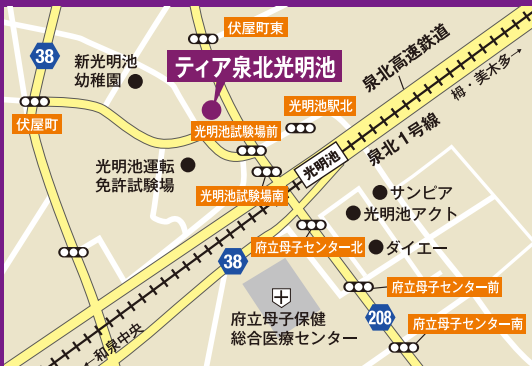 伏屋町東
38
新光明池
幼稚園
ティア泉北光明池
泉北高速鉄道
栂・美木多→
伏屋町
光明池駅北
光明池試験場前
泉北1号線
光明池
光明池運転
免許試験場
光明池試験場南
サンピア
光明池アクト
府立母子センター北
ダイエー
38
府立母子センター前
208
府立母子保健
総合医療センター
府立母子センター南
←和泉中央